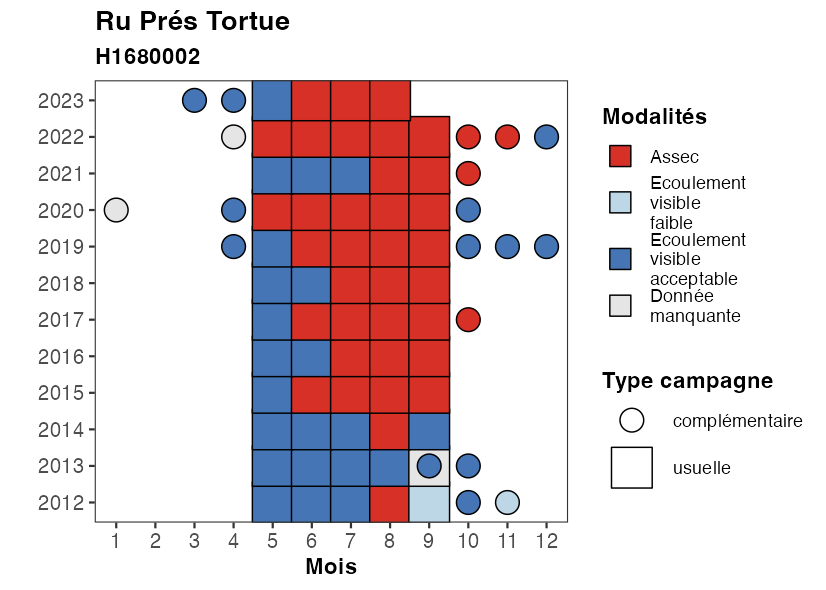 Ru Prés Tortue
H1680002
2023
2022
2021
2020
2019
2018
2017
2016
2015
2014
2013
2012
1 2 3 4 5 6 7 8 9 10 11 12
Mois
Modalités
Assec
Ecoulement
visible
faible
Ecoulement
visible
acceptable
Donnée
manquante
Type campagne
complémentaire
usuelle